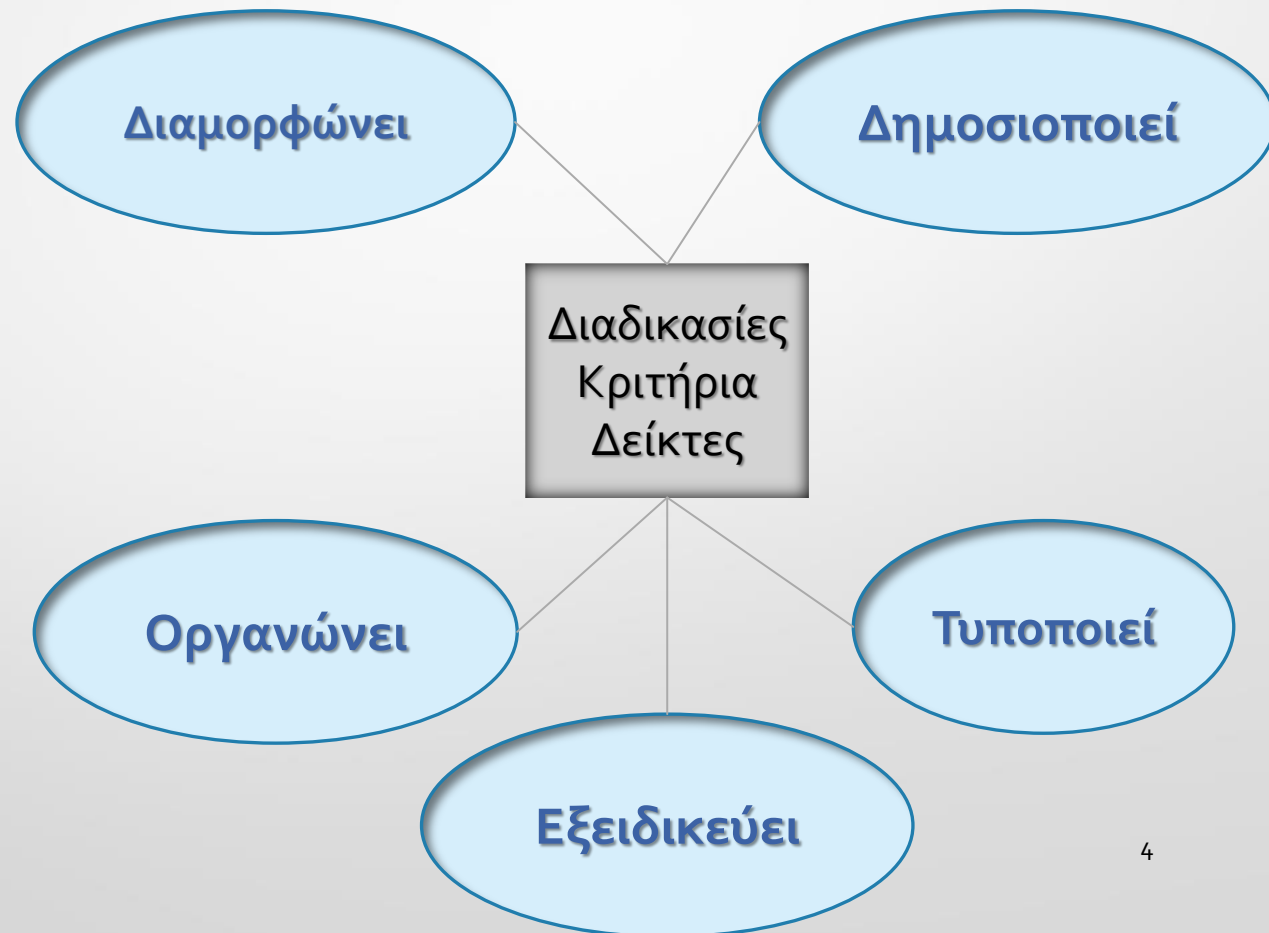 Διαμορφώνει
Δημοσιοποιεί
Διαδικασίες
Κριτήρια
Δείκτες
Οργανώνει
Τυποποιεί
Εξειδικεύει
4